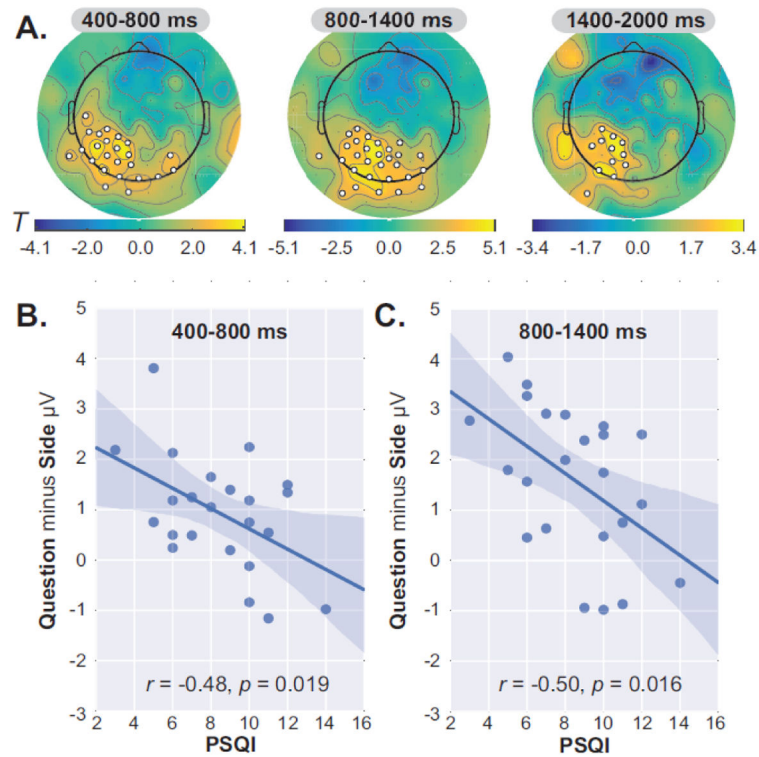 A.
400-800 ms 800-1400 ms 1400-2000 ms
T
-4.1 -2.0 0.0 4.1 -5.1 -2.5 0.0 2.5 5.1 -3.4 -1.7 0.0 1.7 3.4
B. 400-800 ms
Question minus Side µV
5
4
3
2
1
0
-1
-2
-3
r = -0.48, p = 0.019
2 4 6 8 10 12 14 16
PSQI
C. 800-1400 ms
Question minus Side µV
5
4
3
2
1
0
-1
-2
-3
r = -0.50, p = 0.016
2 4 6 8 10 12 14 16
PSQI